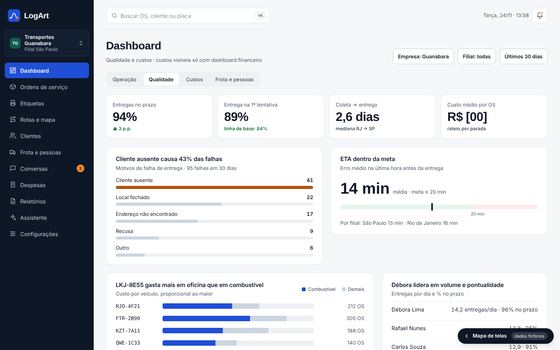 LogArt
TG
Transportes Guanabara
Filial São Paulo
Dashboard
Ordens de serviço
Etiquetas
Rotas e mapa
Clientes
Frota e pessoas
Conversas
2
Despesas
Relatórios
Assistente
Configurações
Buscar OS, cliente ou placa
⌘K
Terça, 24/11 · 13:58
Dashboard
Qualidade e custos · custos visíveis só com dashboard.financeiro
Empresa: Guanabara
Filial: todas
Últimos 30 dias
Operação
Qualidade
Custos
Frota e pessoas
Entregas no prazo
94%
▲ 3 p.p.
Entrega na 1ª tentativa
89%
linha de base: 84%
Coleta → entrega
2,6 dias
mediana RJ → SP
Custo médio por OS
R$ [00]
rateio por parada
Cliente ausente causa 43% das falhas
Motivos de falha de entrega · 95 falhas em 30 dias
Cliente ausente 41
Local fechado 22
Endereço não encontrado 17
Recusa 9
Outro 6
ETA dentro da meta
Erro médio na última hora antes da entrega
14 min média · meta ≤ 20 min
20 min
Por filial: São Paulo 13 min · Rio de Janeiro 16 min
LKJ-8E55 gasta mais em oficina que em combustível
Custo por veículo, proporcional ao maior
Combustível
Demais
RJO-4F21 212 OS
FTR-2B90 305 OS
KZT-7A11 188 OS
QWE-1C33 140 OS
Débora lidera em volume e pontualidade
Entregas por dia e % no prazo
Débora Lima 14,2 entregas/dia · 96% no prazo
Rafael Nunes
Carlos Souza 12,9 · 91%
Mapa de telas
dados fictícios